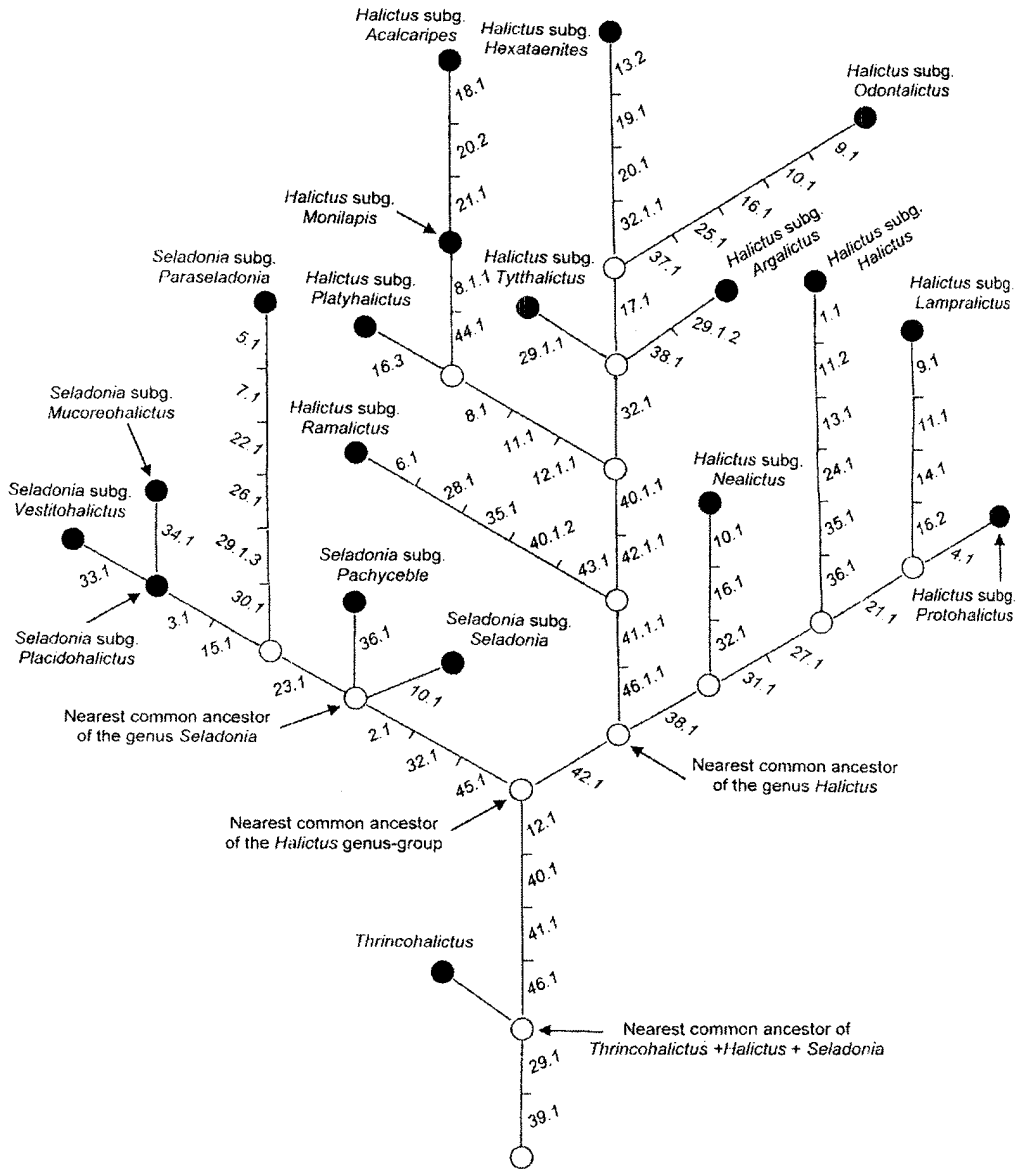 Halictus subg.
Acalcaripes
18.1
20.2
21.1
Halictus subg.
Hexataenites
13.2
19.1
20.1
32.1.1
Halictus subg.
Odontalictus
9.1
10.1
16.1
25.1
37.1
Halictus subg.
Monilapis
8.1.1
44.1
Seladonia subg.
Paraseladonia
5.1
7.1
22.1
26.1
29.1.3
30.1
Halictus subg.
Platyhalictus
16.3
Halictus subg.
Tytthalictus
29.1.1
17.1
Halictus subg.
Argalictus
29.1.2
38.1
Halictus subg.
Halictus
1.1
11.2
13.1
24.1
35.1
36.1
Halictus subg.
Lampralictus
9.1
11.1
14.1
16.2
Seladonia subg.
Mucoreohalictus
34.1
Seladonia subg.
Vestitohalictus
33.1
Seladonia subg.
Placidohalictus
3.1
15.1
Halictus subg.
Ramalictus
6.1
28.1
35.1
40.1.2
43.1
8.1
11.1
12.1.1
32.1
40.1.1
42.1.1
41.1.1
46.1.1
Halictus subg.
Nealictus
10.1
16.1
32.1
4.1
Halictus subg.
Protohalictus
21.1
27.1
31.1
38.1
Seladonia subg.
Pachyceble
36.1
Seladonia subg.
Seladonia
10.1
23.1
Nearest common ancestor
of the genus Seladonia
2.1
32.1
45.1
42.1
Nearest common ancestor
of the genus Halictus
Nearest common ancestor
of the Halictus genus-group
12.1
40.1
41.1
46.1
Thrincohalictus
Nearest common ancestor of
Thrincohalictus +Halictus + Seladonia
29.1
39.1